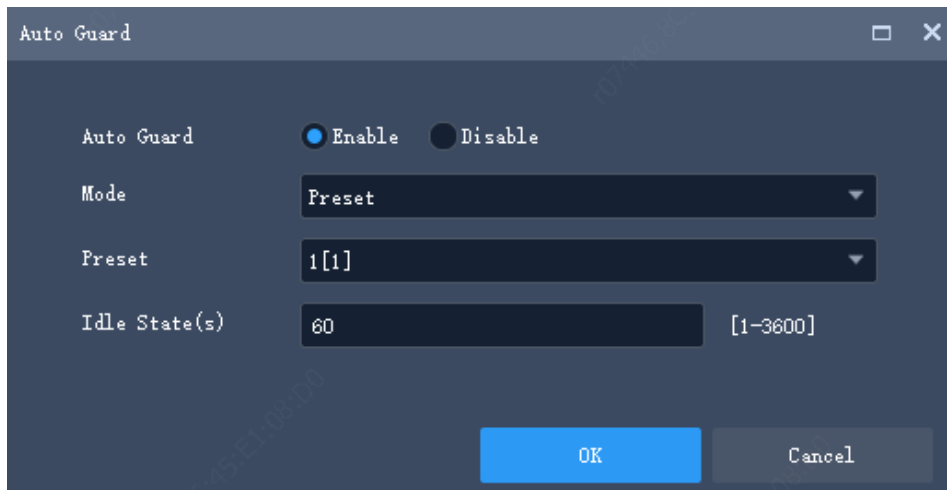 Auto Guard
Auto Guard Enable Disable
Mode Preset
Preset 1[1]
Idle State(s) 60 [1-3600]
OK Cancel